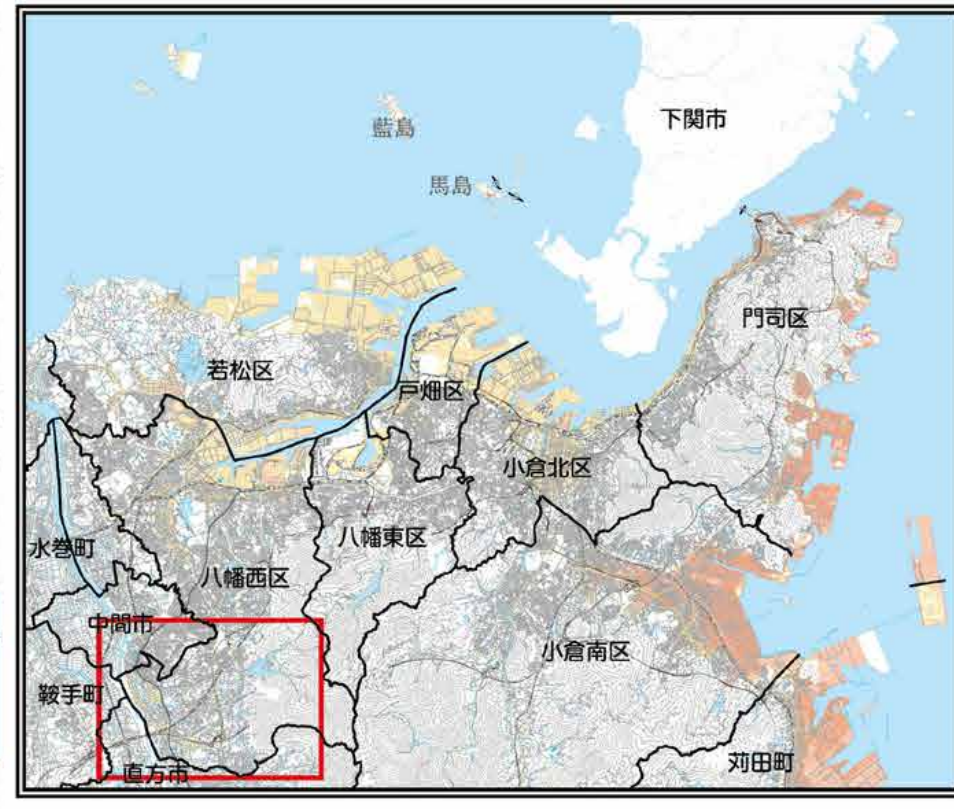 下関市
藍島
馬島
門司区
若松区
戸畑区
小倉北区
八幡東区
水巻町
八幡西区
中間市
小倉南区
鞍手町
苅田町
直方市